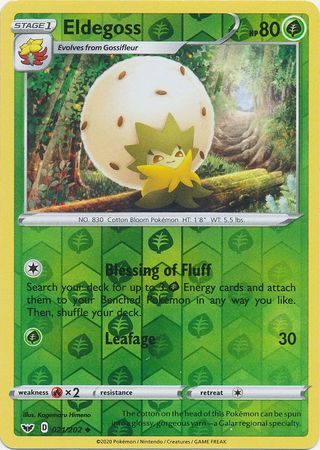 STAGE 1
Eldegoss
HP 80
Evolves from Gossifleur
NO. 830 Cotton Bloom Pokémon HT: 1'8" WT: 5.5 lbs.
Blessing of Fluff
Search your deck for up to 3 Energy cards and attach
them to your Benched Pokémon in any way you like.
Then, shuffle your deck.
Leafage 30
weakness ×2 resistance retreat
Illus. Kagemaru Himeno
The cotton on the head of this Pokémon can be spun
into a glossy, gorgeous yarn—a Galar regional specialty.
D 021/202
©2020 Pokémon / Nintendo / Creatures / GAME FREAK